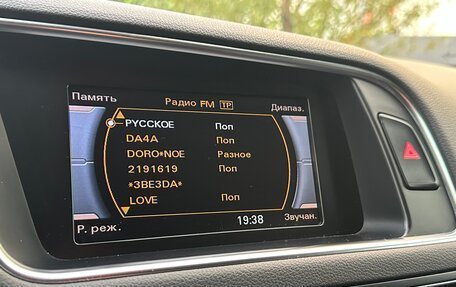 Память Радио FM TP Диапаз.
РУССКОЕ Поп
DA4A Поп
DORO*NOE Разное
2191619 Поп
*3BE3DA*
LOVE Поп
Р. реж. 19:38 Звучан.